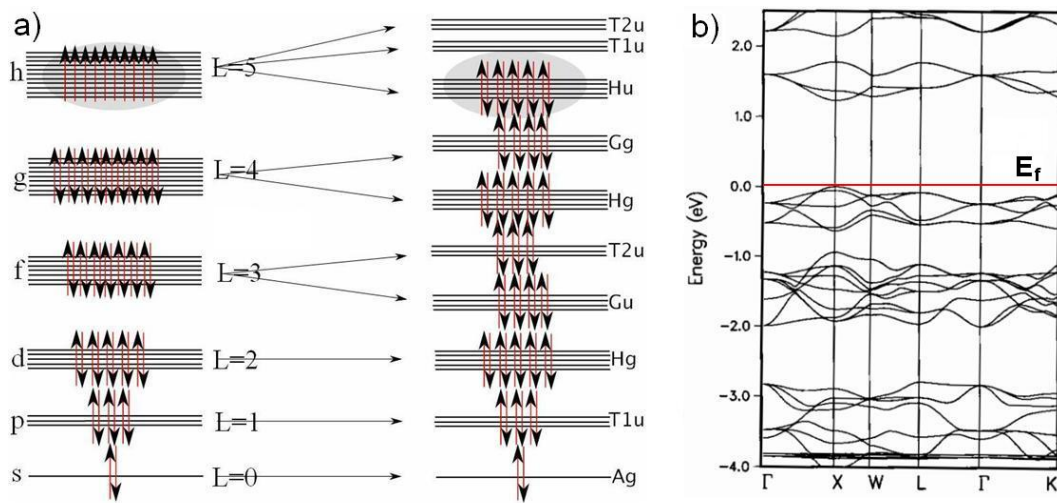 a)
h
g
f
d
p
s
L=5
L=4
L=3
L=2
L=1
L=0
T2u
T1u
Hu
Gg
Hg
T2u
Gu
Hg
T1u
Ag
b)
2.0
1.0
0.0
-1.0
-2.0
-3.0
-4.0
Energy (eV)
E_f
Γ X W L Γ K